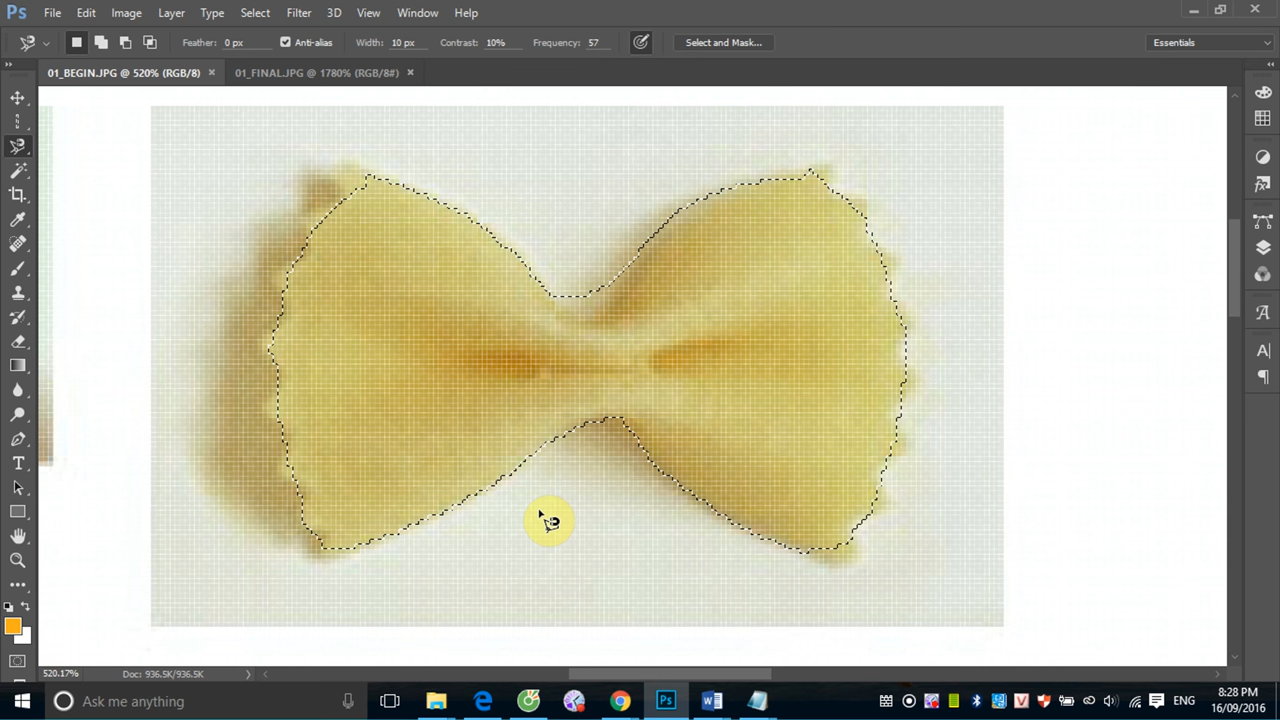 Ps File Edit Image Layer Type Select Filter 3D View Window Help
Feather: 0 px Anti-alias Width: 10 px Contrast: 10% Frequency: 57 Select and Mask... Essentials
01_BEGIN.JPG @ 520% (RGB/8) × 01_FINAL.JPG @ 1780% (RGB/8#) ×
520.17% Doc: 936.5K/936.5K
Ask me anything
ENG
8:28 PM
16/09/2016